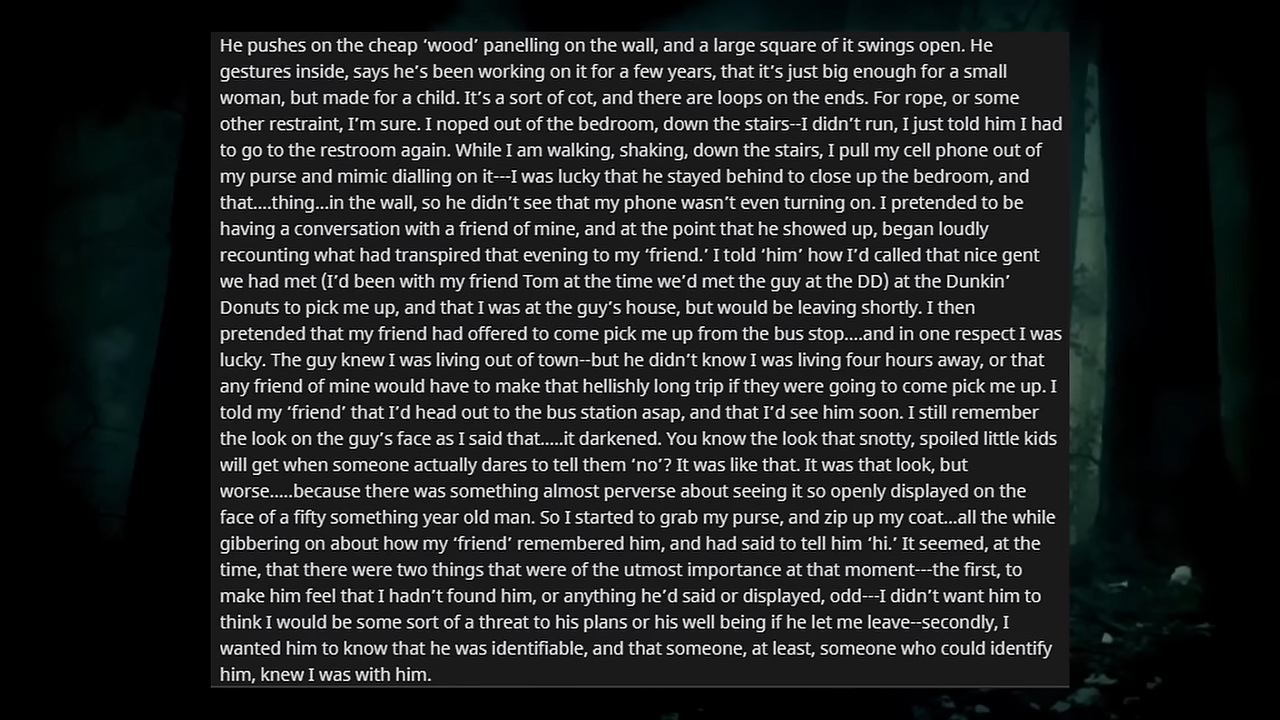 He pushes on the cheap ‘wood’ panelling on the wall, and a large square of it swings open. He
gestures inside, says he’s been working on it for a few years, that it’s just big enough for a small
woman, but made for a child. It’s a sort of cot, and there are loops on the ends. For rope, or some
other restraint, I’m sure. I noped out of the bedroom, down the stairs--I didn’t run, I just told him I had
to go to the restroom again. While I am walking, shaking, down the stairs, I pull my cell phone out of
my purse and mimic dialling on it---I was lucky that he stayed behind to close up the bedroom, and
that....thing...in the wall, so he didn’t see that my phone wasn’t even turning on. I pretended to be
having a conversation with a friend of mine, and at the point that he showed up, began loudly
recounting what had transpired that evening to my ‘friend.’ I told ‘him’ how I’d called that nice gent
we had met (I’d been with my friend Tom at the time we’d met the guy at the DD) at the Dunkin’
Donuts to pick me up, and that I was at the guy’s house, but would be leaving shortly. I then
pretended that my friend had offered to come pick me up from the bus stop....and in one respect I was
lucky. The guy knew I was living out of town--but he didn’t know I was living four hours away, or that
any friend of mine would have to make that hellishly long trip if they were going to come pick me up. I
told my ‘friend’ that I’d head out to the bus station asap, and that I’d see him soon. I still remember
the look on the guy’s face as I said that.....it darkened. You know the look that snotty, spoiled little kids
will get when someone actually dares to tell them ‘no’? It was like that. It was that look, but
worse.....because there was something almost perverse about seeing it so openly displayed on the
face of a fifty something year old man. So I started to grab my purse, and zip up my coat...all the while
gibbering on about how my ‘friend’ remembered him, and had said to tell him ‘hi.’ It seemed, at the
time, that there were two things that were of the utmost importance at that moment---the first, to
make him feel that I hadn’t found him, or anything he’d said or displayed, odd---I didn’t want him to
think I would be some sort of a threat to his plans or his well being if he let me leave--secondly, I
wanted him to know that he was identifiable, and that someone, at least, someone who could identify
him, knew I was with him.